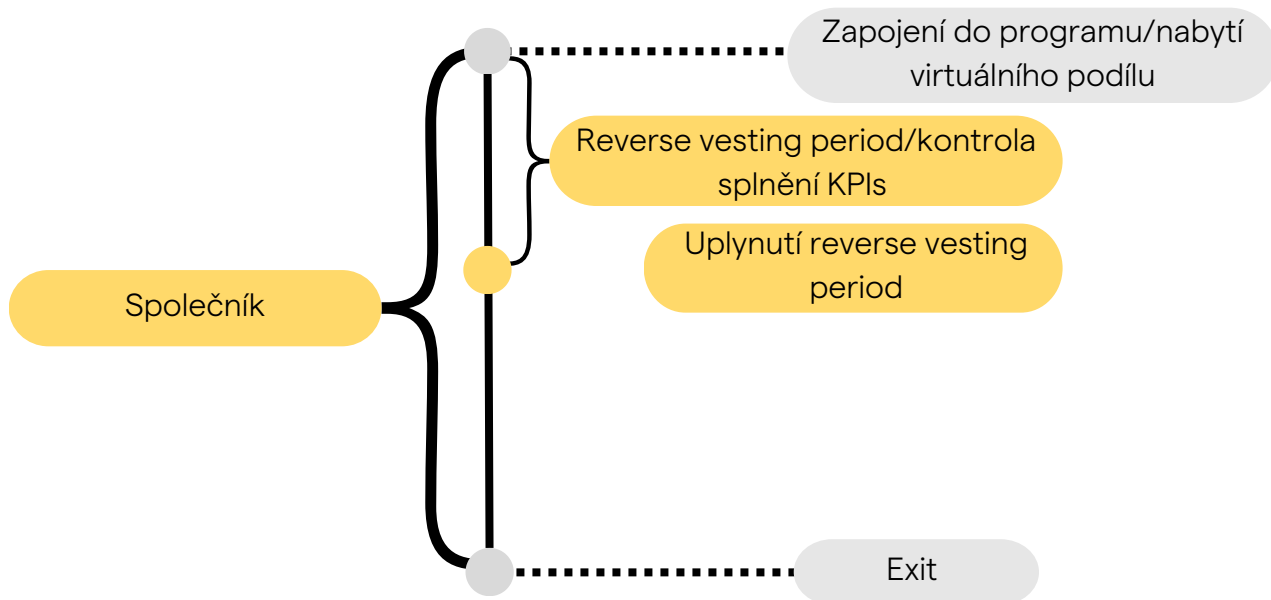 Zapojení do programu/nabytí
virtuálního podílu
Reverse vesting period/kontrola
splnění KPIs
Uplynutí reverse vesting
period
Společník
Exit